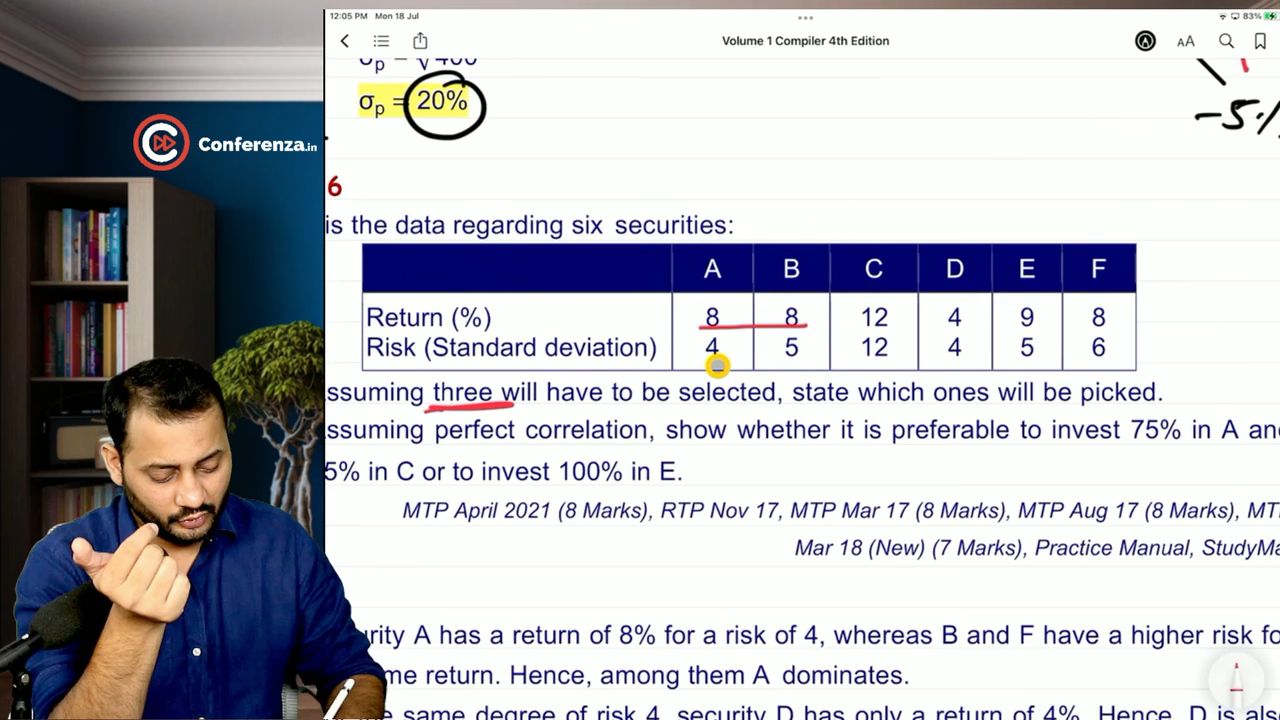 12:05 PM Mon 18 Jul
83%
Volume 1 Compiler 4th Edition
AA
σp = √400
σp = 20%
-5%
Conferenza.in
6
is the data regarding six securities:
A B C D E F
Return (%) 8 8 12 4 9 8
Risk (Standard deviation) 4 5 12 4 5 6
ssuming three will have to be selected, state which ones will be picked.
ssuming perfect correlation, show whether it is preferable to invest 75% in A and
5% in C or to invest 100% in E.
MTP April 2021 (8 Marks), RTP Nov 17, MTP Mar 17 (8 Marks), MTP Aug 17 (8 Marks), MT
Mar 18 (New) (7 Marks), Practice Manual, StudyMa
urity A has a return of 8% for a risk of 4, whereas B and F have a higher risk fo
me return. Hence, among them A dominates.
e same degree of risk 4, security D has only a return of 4%. Hence, D is als